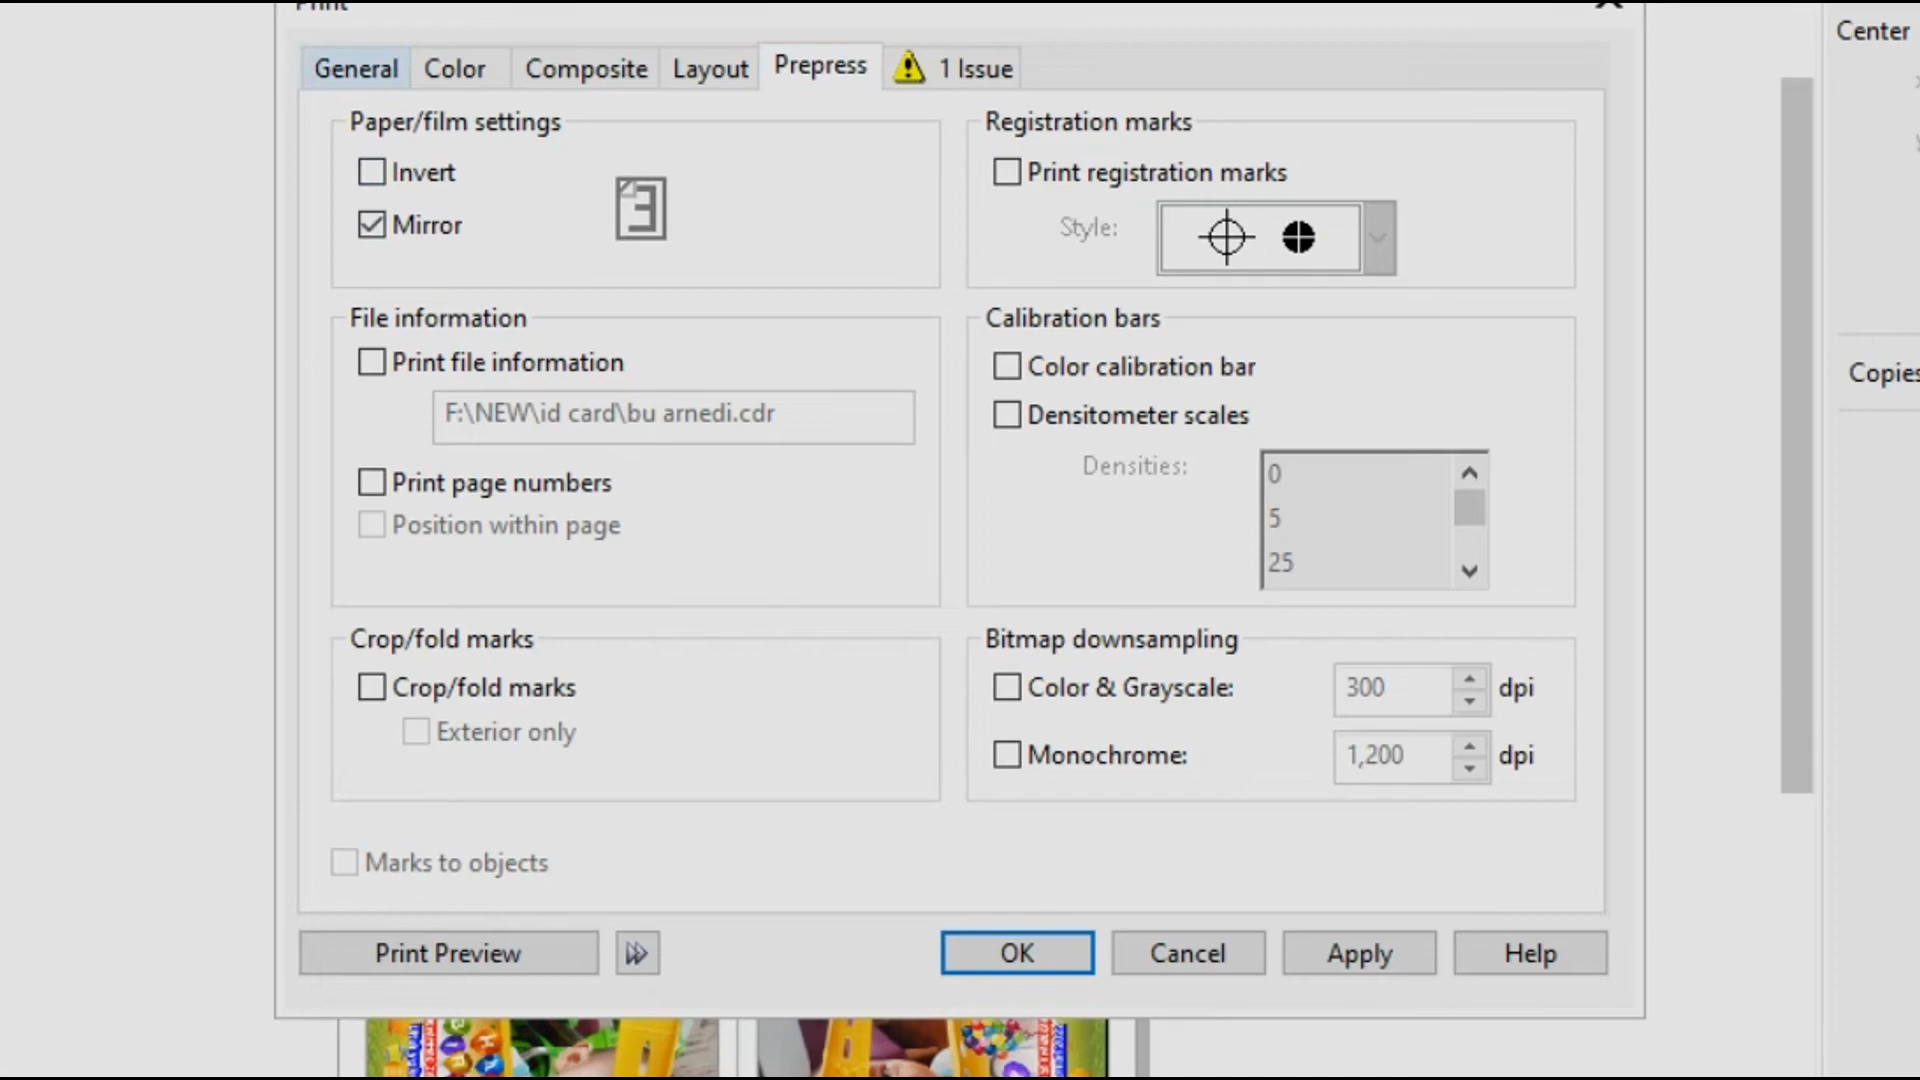 Print
Center
General Color Composite Layout Prepress 1 Issue
Paper/film settings
Invert
Mirror
Registration marks
Print registration marks
Style:
File information
Print file information
F:\NEW\id card\bu arnedi.cdr
Print page numbers
Position within page
Calibration bars
Color calibration bar
Densitometer scales
Densities:
0
5
25
Copies
Crop/fold marks
Crop/fold marks
Exterior only
Bitmap downsampling
Color & Grayscale: 300 dpi
Monochrome: 1,200 dpi
Marks to objects
Print Preview OK Cancel Apply Help